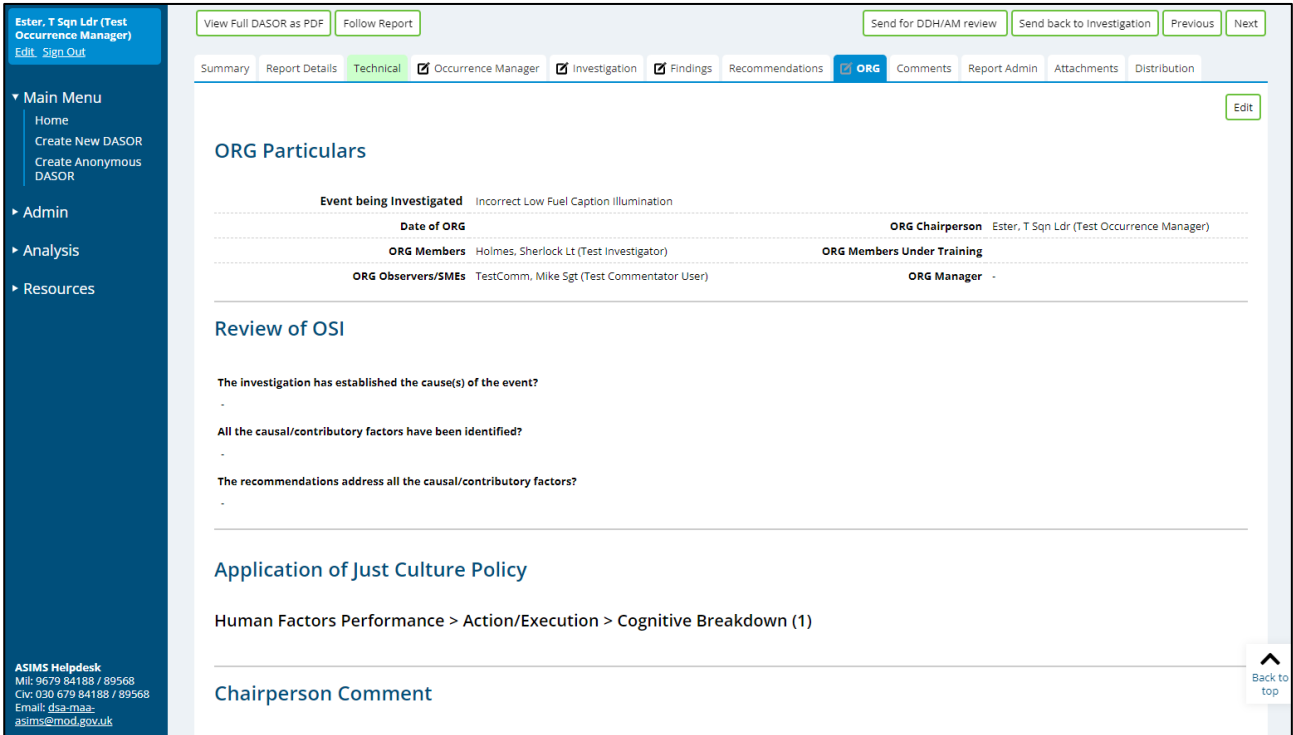 Ester, T Sqn Ldr (Test
Occurrence Manager)
Edit Sign Out
Main Menu
Home
Create New DASOR
Create Anonymous
DASOR
Admin
Analysis
Resources
ASIMS Helpdesk
Mil: 9679 84188 / 89568
Civ: 030 679 84188 / 89568
Email: dsa-maa-
asims@mod.gov.uk
View Full DASOR as PDF Follow Report Send for DDH/AM review Send back to Investigation Previous Next
Summary Report Details Technical Occurrence Manager Investigation Findings Recommendations ORG Comments Report Admin Attachments Distribution
Edit
ORG Particulars
Event being Investigated Incorrect Low Fuel Caption Illumination
Date of ORG ORG Chairperson Ester, T Sqn Ldr (Test Occurrence Manager)
ORG Members Holmes, Sherlock Lt (Test Investigator) ORG Members Under Training
ORG Observers/SMEs TestComm, Mike Sgt (Test Commentator User) ORG Manager -
Review of OSI
The investigation has established the cause(s) of the event?
-
All the causal/contributory factors have been identified?
-
The recommendations address all the causal/contributory factors?
-
Application of Just Culture Policy
Human Factors Performance > Action/Execution > Cognitive Breakdown (1)
Chairperson Comment
Back to
top